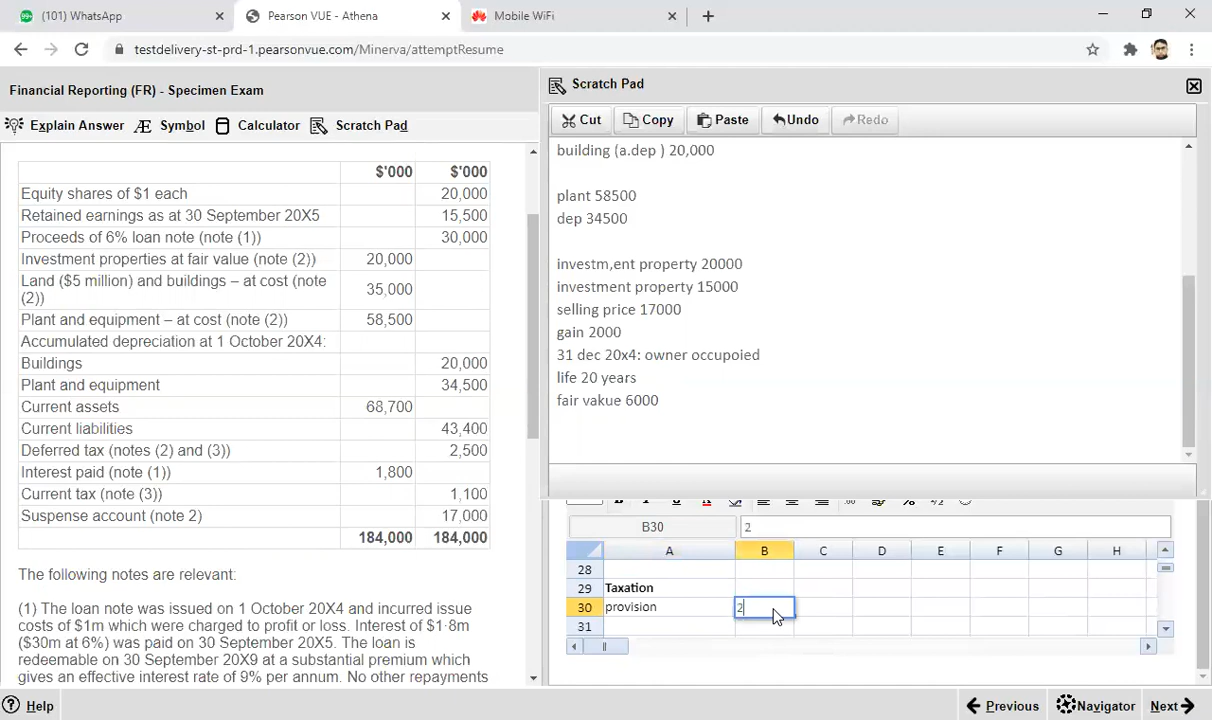 (101) WhatsApp
Pearson VUE - Athena
Mobile WiFi
testdelivery-st-prd-1.pearsonvue.com/Minerva/attemptResume
Financial Reporting (FR) - Specimen Exam
Explain Answer Æ Symbol Calculator Scratch Pad
$'000 $'000
Equity shares of $1 each 20,000
Retained earnings as at 30 September 20X5 15,500
Proceeds of 6% loan note (note (1)) 30,000
Investment properties at fair value (note (2)) 20,000
Land ($5 million) and buildings – at cost (note
(2)) 35,000
Plant and equipment – at cost (note (2)) 58,500
Accumulated depreciation at 1 October 20X4:
Buildings 20,000
Plant and equipment 34,500
Current assets 68,700
Current liabilities 43,400
Deferred tax (notes (2) and (3)) 2,500
Interest paid (note (1)) 1,800
Current tax (note (3)) 1,100
Suspense account (note 2) 17,000
184,000 184,000
The following notes are relevant:
(1) The loan note was issued on 1 October 20X4 and incurred issue
costs of $1m which were charged to profit or loss. Interest of $1·8m
($30m at 6%) was paid on 30 September 20X5. The loan is
redeemable on 30 September 20X9 at a substantial premium which
gives an effective interest rate of 9% per annum. No other repayments
Scratch Pad
Cut Copy Paste Undo Redo
building (a.dep ) 20,000
plant 58500
dep 34500
investm,ent property 20000
investment property 15000
selling price 17000
gain 2000
31 dec 20x4: owner occupoied
life 20 years
fair vakue 6000
B30 2
A B C D E F G H
28
29 Taxation
30 provision 2
31
Help Previous Navigator Next